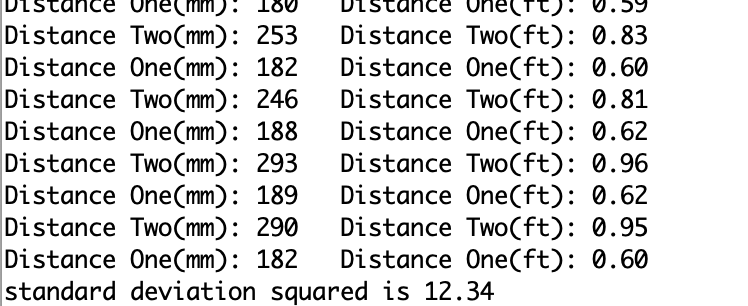 Distance One(mm): 180   Distance One(ft): 0.59
Distance Two(mm): 253   Distance Two(ft): 0.83
Distance One(mm): 182   Distance One(ft): 0.60
Distance Two(mm): 246   Distance Two(ft): 0.81
Distance One(mm): 188   Distance One(ft): 0.62
Distance Two(mm): 293   Distance Two(ft): 0.96
Distance One(mm): 189   Distance One(ft): 0.62
Distance Two(mm): 290   Distance Two(ft): 0.95
Distance One(mm): 182   Distance One(ft): 0.60
standard deviation squared is 12.34